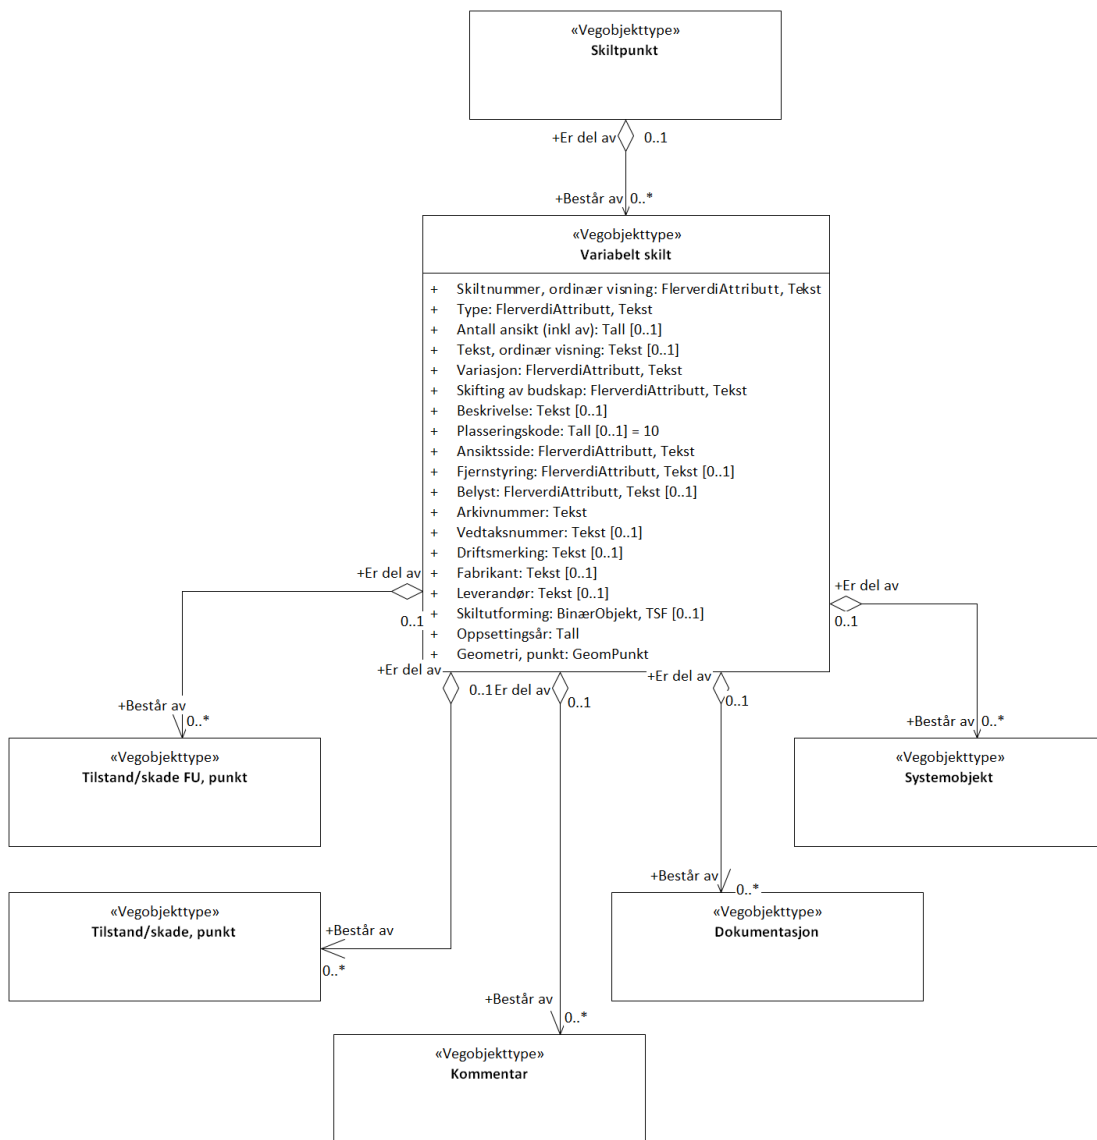 «Vegobjekttype»
Skiltpunkt
+Er del av
0..1
+Består av
0..*
«Vegobjekttype»
Variabelt skilt
+ Skiltnummer, ordinær visning: FlerverdiAttributt, Tekst
+ Type: FlerverdiAttributt, Tekst
+ Antall ansikt (inkl av): Tall [0..1]
+ Tekst, ordinær visning: Tekst [0..1]
+ Variasjon: FlerverdiAttributt, Tekst
+ Skifting av budskap: FlerverdiAttributt, Tekst
+ Beskrivelse: Tekst [0..1]
+ Plasseringskode: Tall [0..1] = 10
+ Ansiktsside: FlerverdiAttributt, Tekst
+ Fjernstyring: FlerverdiAttributt, Tekst [0..1]
+ Belyst: FlerverdiAttributt, Tekst [0..1]
+ Arkivnummer: Tekst
+ Vedtaksnummer: Tekst [0..1]
+ Driftsmerking: Tekst [0..1]
+ Fabrikant: Tekst [0..1]
+ Leverandør: Tekst [0..1]
+ Skiltutforming: BinærObjekt, TSF [0..1]
+ Oppsettingsår: Tall
+ Geometri, punkt: GeomPunkt
+Er del av
0..1
+Er del av
0..1
+Er del av
0..1
Er del av
0..1
+Er del av
0..1
+Består av
0..*
+Består av
0..*
«Vegobjekttype»
Tilstand/skade FU, punkt
«Vegobjekttype»
Systemobjekt
+Består av
0..*
«Vegobjekttype»
Tilstand/skade, punkt
+Består av
0..*
«Vegobjekttype»
Dokumentasjon
+Består av
0..*
«Vegobjekttype»
Kommentar